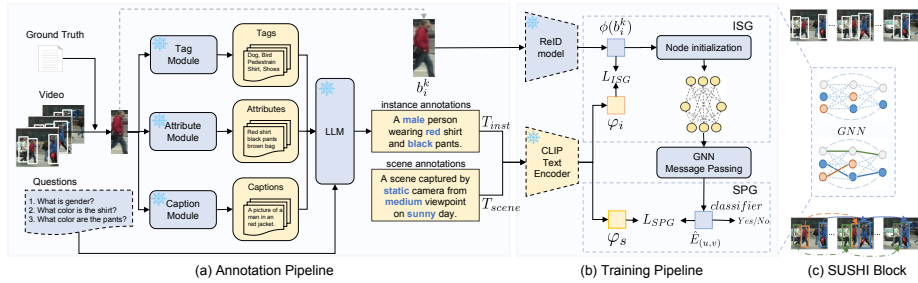 Ground Truth
Video
Questions
1. What is gender?
2. What color is the shirt?
3. What color are the pants?
Tag
Module
Attribute
Module
Caption
Module
Tags
Dog, Bird
Pedestrain
Shirt, Shoes
Attributes
Red shirt
black pants
brown bag
Captions
A picture of a
man in an
red jacket.
LLM
b_i^k
instance annotations
A male person
wearing red shirt
and black pants.
T_inst
scene annotations
A scene captured by
static camera from
medium viewpoint
on sunny day.
T_scene
(a) Annotation Pipeline
ReID
model
CLIP
Text
Encoder
ϕ(b_i^k)
L_ISG
φ_i
ISG
Node initialization
GNN
Message Passing
SPG
classifier
Yes/No
φ_s
L_SPG
Ê_(u,v)
(b) Training Pipeline
GNN
(c) SUSHI Block